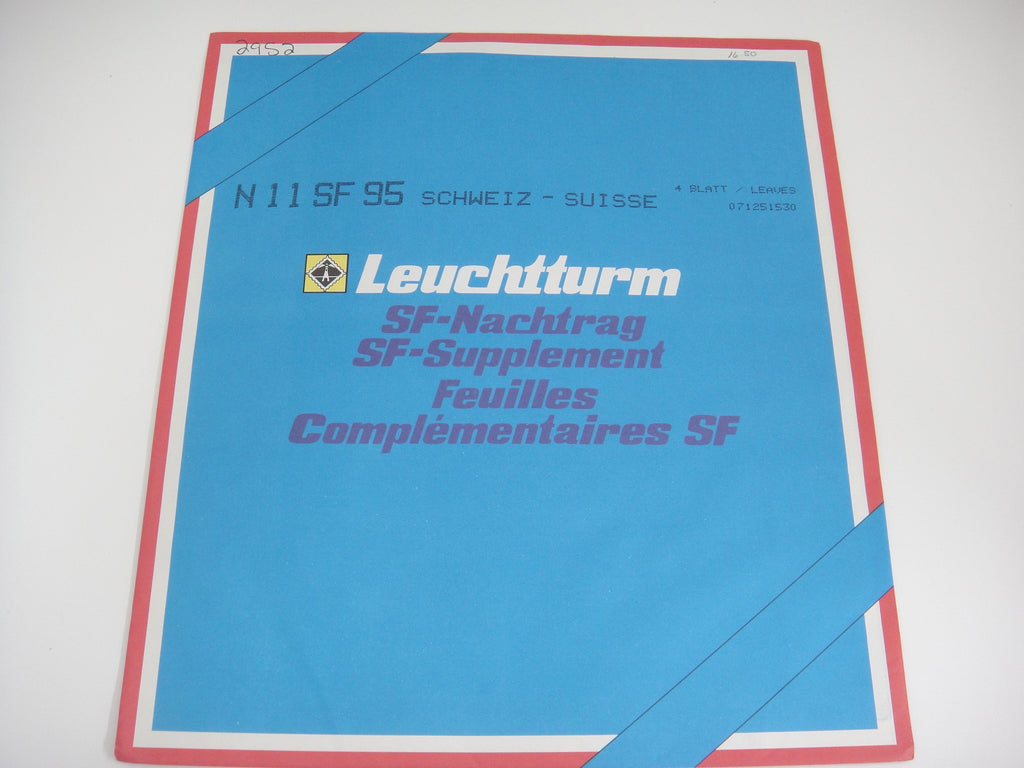 2952
16 50
N 11 SF 95 SCHWEIZ - SUISSE
4 BLATT / LEAVES
071251530
Leuchtturm
SF-Nachtrag
SF-Supplement
Feuilles
Complémentaires SF